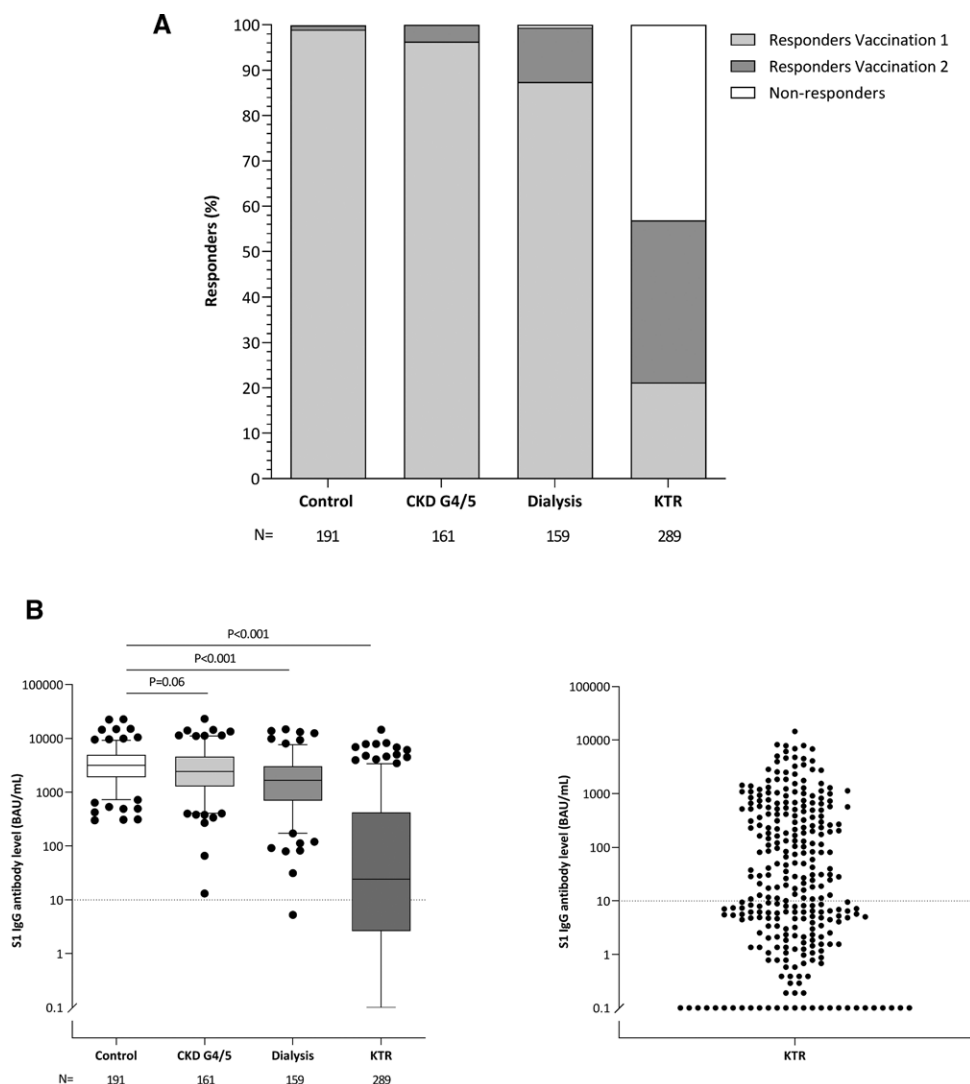 A
Responders (%)
100
90
80
70
60
50
40
30
20
10
0
Control CKD G4/5 Dialysis KTR
N= 191 161 159 289
Responders Vaccination 1
Responders Vaccination 2
Non-responders
B
P<0.001
P<0.001
P=0.06
S1 IgG antibody level (BAU/mL)
100000
10000
1000
100
10
1
0.1
Control CKD G4/5 Dialysis KTR
N= 191 161 159 289
S1 IgG antibody level (BAU/mL)
100000
10000
1000
100
10
1
0.1
KTR